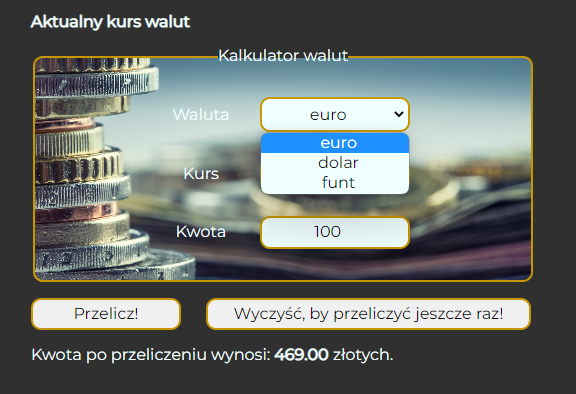 Aktualny kurs walut
Kalkulator walut
Waluta euro
euro
dolar
Kurs
funt
Kwota 100
Przelicz! Wyczyść, by przeliczyć jeszcze raz!
Kwota po przeliczeniu wynosi: 469.00 złotych.